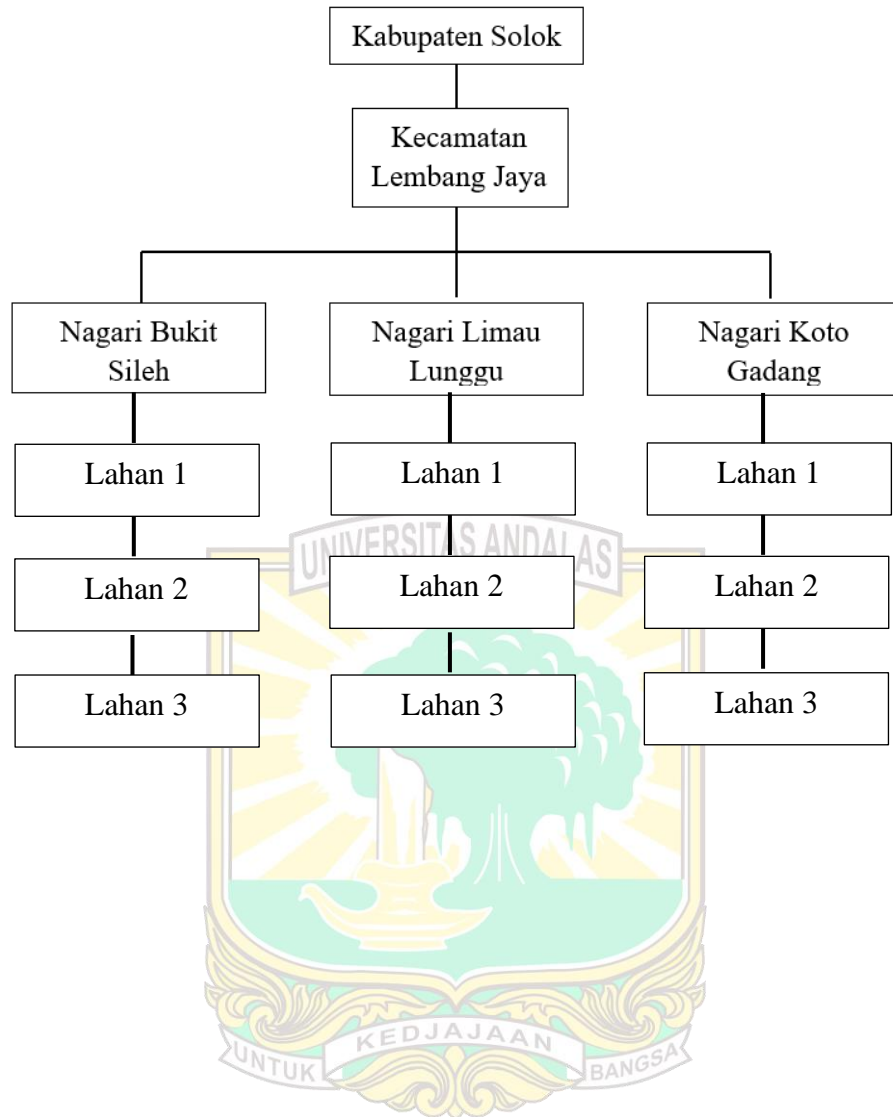 Kabupaten Solok
Kecamatan
Lembang Jaya
Nagari Bukit
Sileh
Nagari Limau
Lunggu
Nagari Koto
Gadang
Lahan 1
Lahan 1
Lahan 1
Lahan 2
Lahan 2
Lahan 2
Lahan 3
Lahan 3
Lahan 3
UNIVERSITAS ANDALAS
UNTUK KEDJAJAAN BANGSA